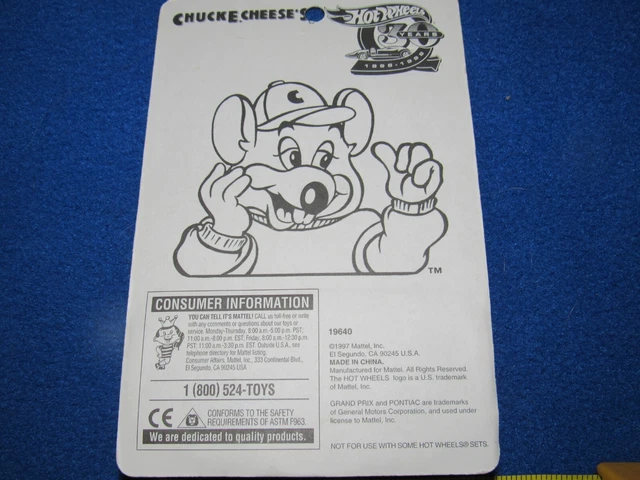 CHUCK E CHEESE'S
HOT WHEELS
30
YEARS
1968-1998
C
TM
CONSUMER INFORMATION
YOU CAN TELL IT'S MATTEL! CALL us toll-free or write
with any comments or questions about our toys or
service. Monday-Thursday, 8:00 a.m.-5:00 p.m. PST;
11:00 a.m.-8:00 p.m. EST. Friday, 8:00 a.m.-12:30 p.m.
PST; 11:00 a.m.-3:30 p.m. EST. Outside U.S.A. see
telephone directory for Mattel listing.
Consumer Affairs, Mattel, Inc., 333 Continental Blvd.,
El Segundo, CA 90245 USA
1 (800) 524-TOYS
CE
CONFORMS TO THE SAFETY
REQUIREMENTS OF ASTM F963.
We are dedicated to quality products.
19640
©1997 Mattel, Inc.
El Segundo, CA 90245 U.S.A.
MADE IN CHINA.
Manufactured for Mattel. All Rights Reserved.
The HOT WHEELS logo is a U.S. trademark
of Mattel, Inc.
GRAND PRIX and PONTIAC are trademarks
of General Motors Corporation, and used under
license to Mattel, Inc.
NOT FOR USE WITH SOME HOT WHEELS® SETS.